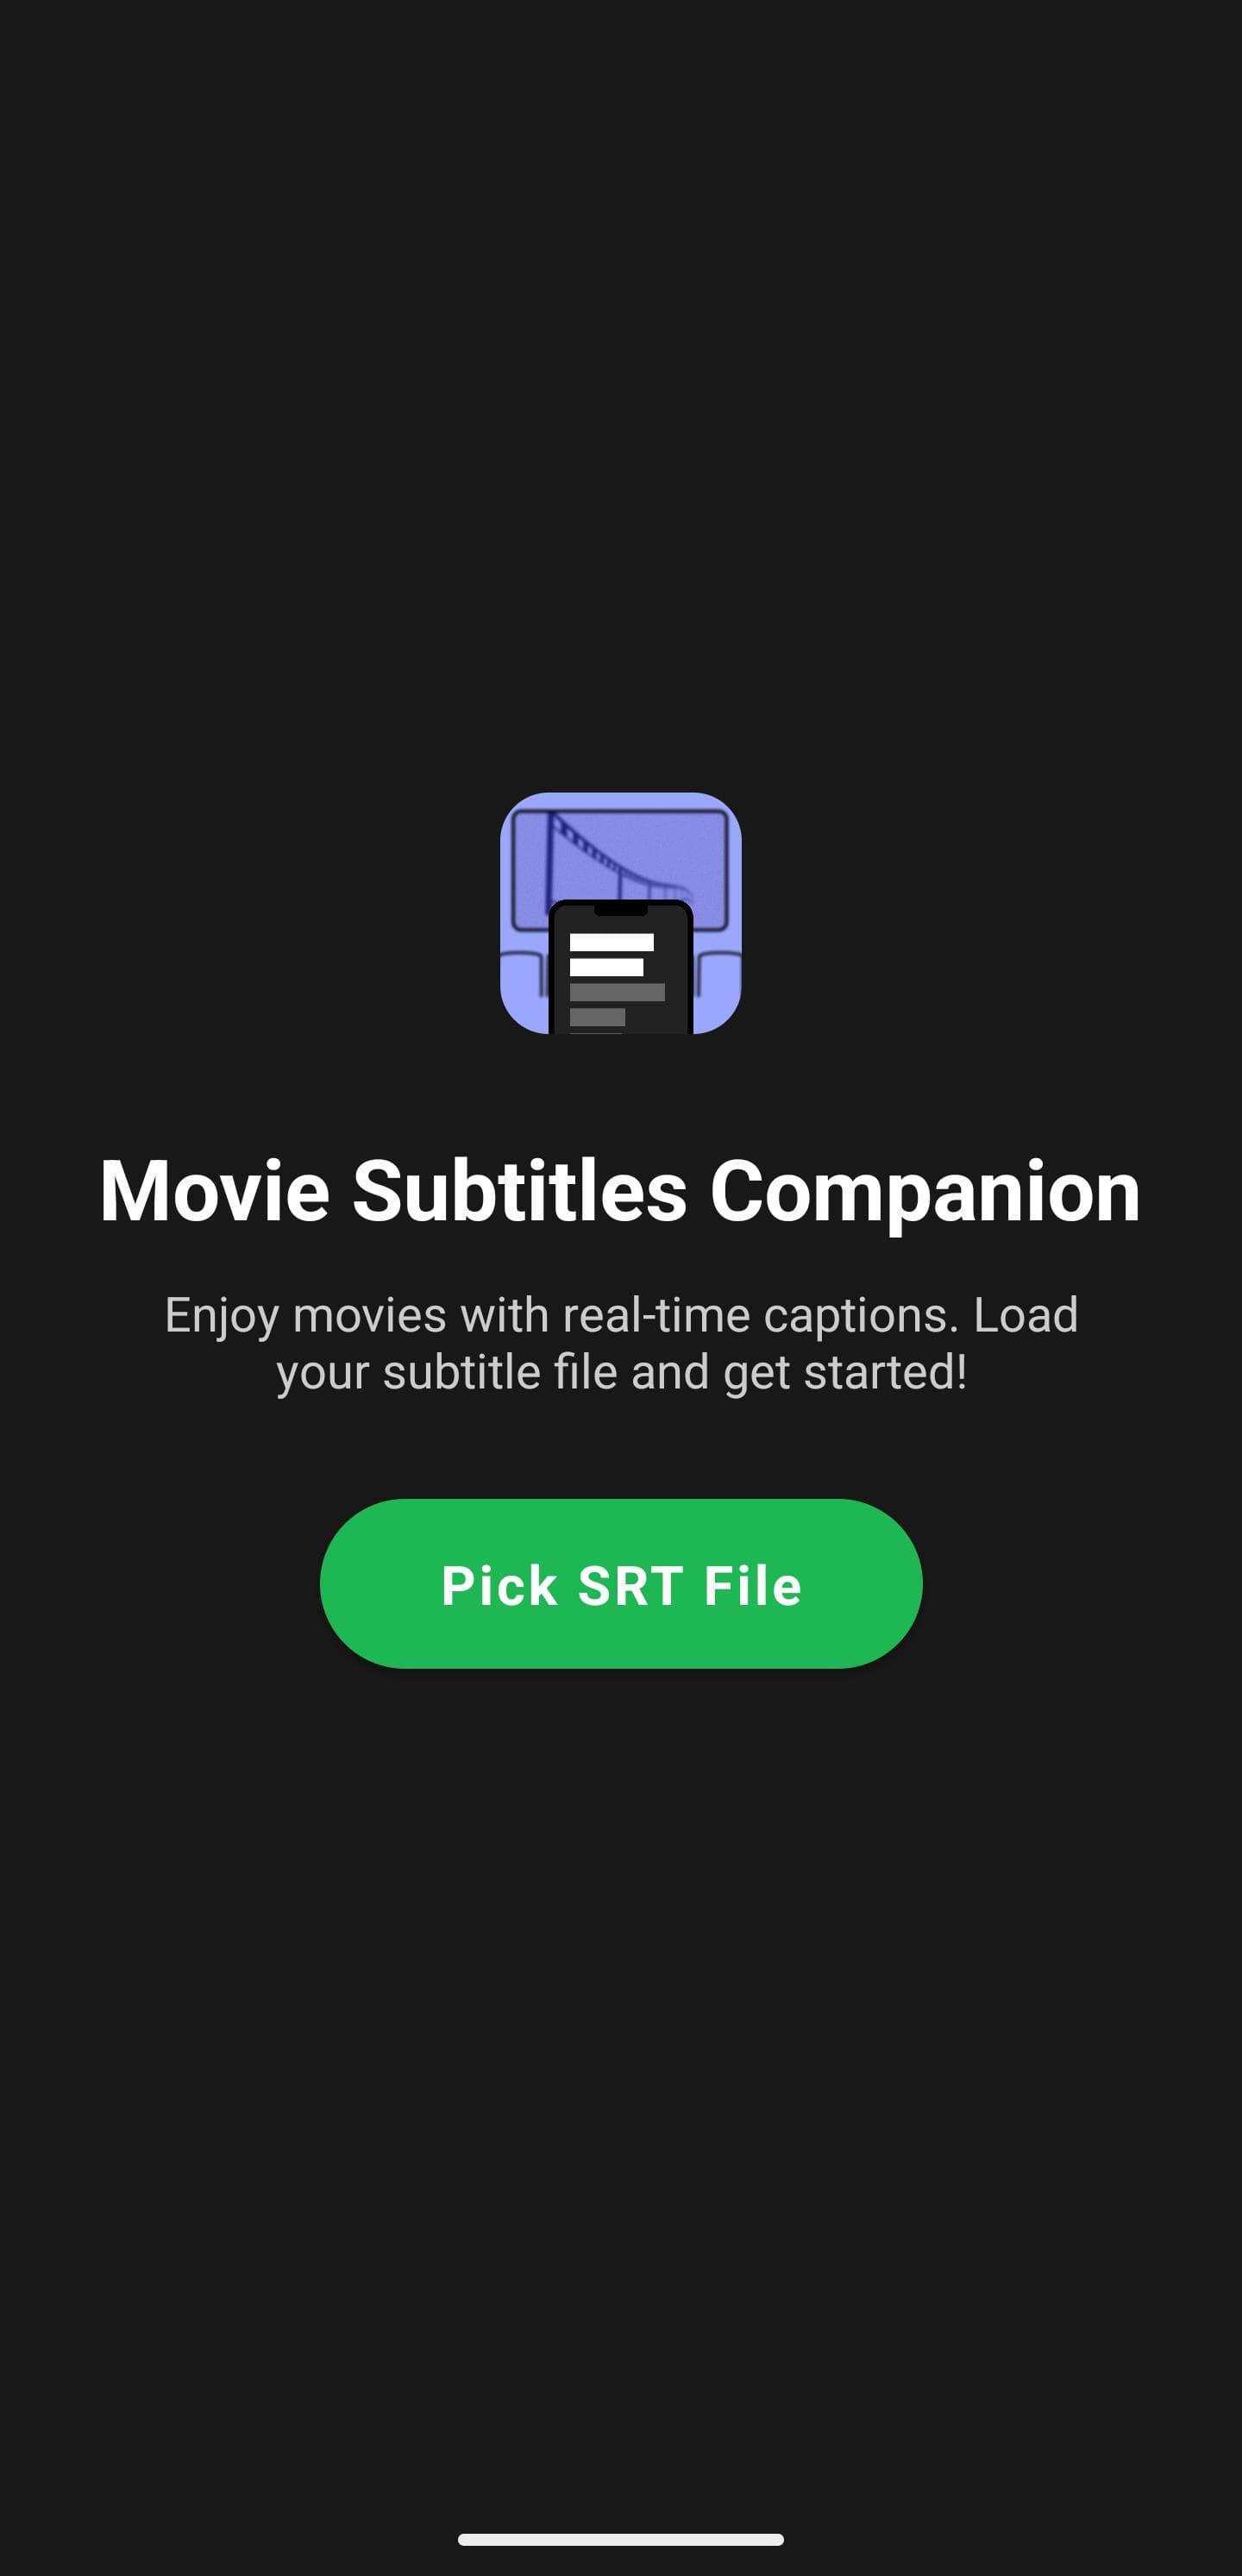 Movie Subtitles Companion
Enjoy movies with real-time captions. Load
your subtitle file and get started!
Pick SRT File